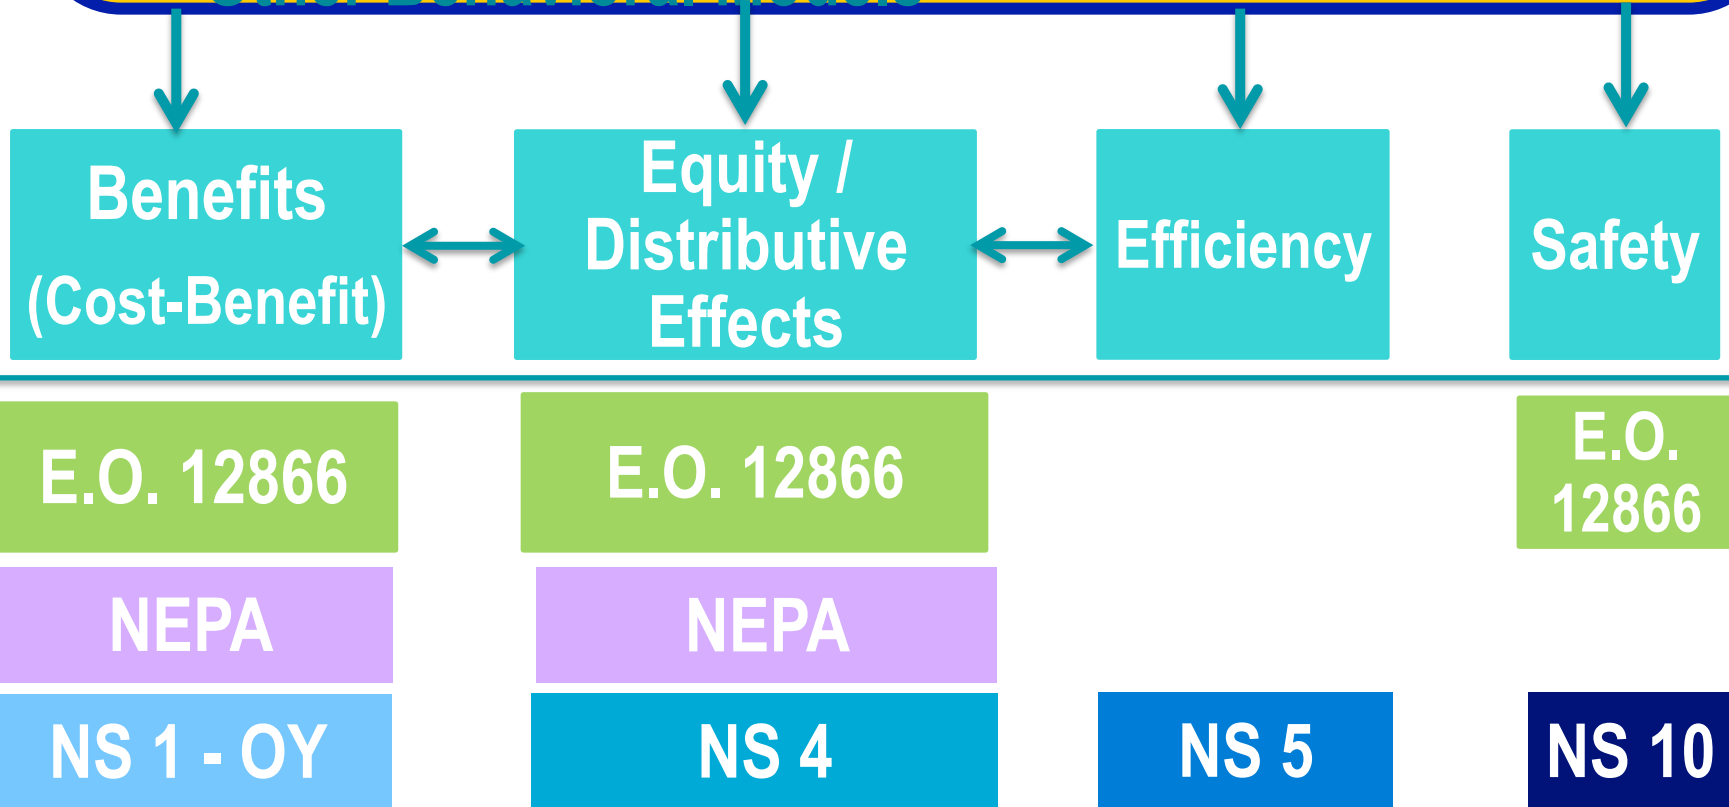 Benefits
(Cost-Benefit)
Equity /
Distributive
Effects
Efficiency
Safety
E.O. 12866
E.O. 12866
E.O.
12866
NEPA
NEPA
NS 1 - OY
NS 4
NS 5
NS 10